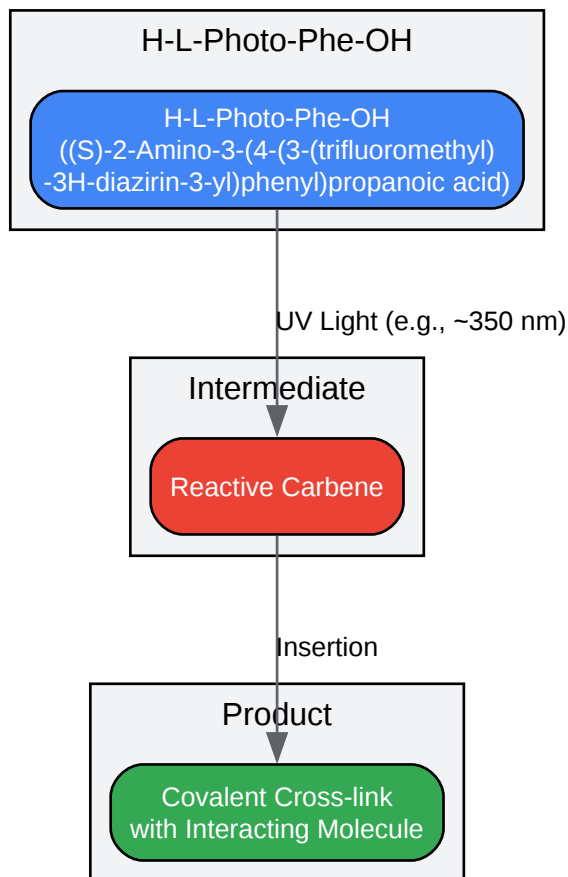 H-L-Photo-Phe-OH
H-L-Photo-Phe-OH
((S)-2-Amino-3-(4-(3-(trifluoromethyl)
-3H-diazirin-3-yl)phenyl)propanoic acid)
UV Light (e.g., ~350 nm)
Intermediate
Reactive Carbene
Insertion
Product
Covalent Cross-link
with Interacting Molecule